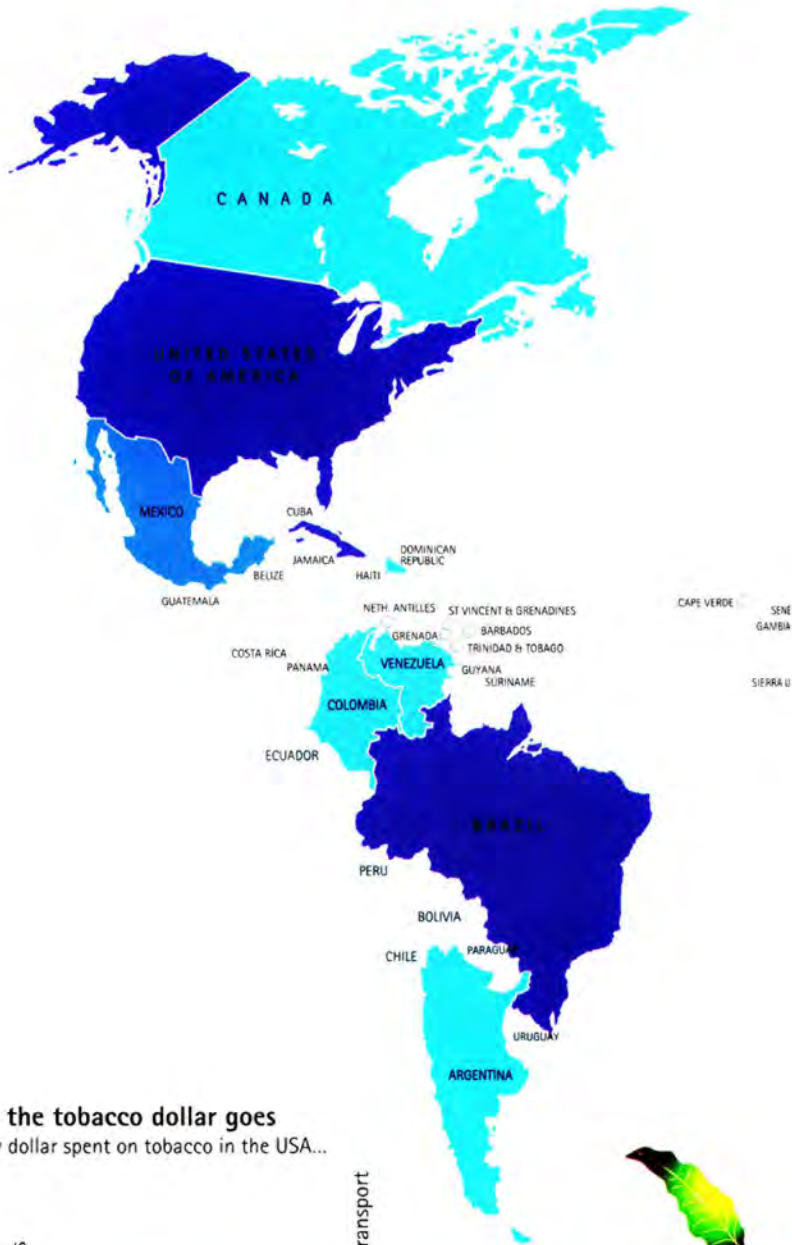 CANADA
UNITED STATES
OF AMERICA
MEXICO
CUBA
JAMAICA
HAITI
DOMINICAN
REPUBLIC
BELIZE
GUATEMALA
NETH. ANTILLES
ST VINCENT & GRENADINES
CAPE VERDE
GRENADA
BARBADOS
GAMBIA
TRINIDAD & TOBAGO
COSTA RICA
PANAMA
VENEZUELA
GUYANA
SURINAME
SIERRA
COLOMBIA
ECUADOR
BRAZIL
PERU
BOLIVIA
CHILE
PARAGUAY
URUGUAY
ARGENTINA
the tobacco dollar goes
dollar spent on tobacco in the USA...
ransport